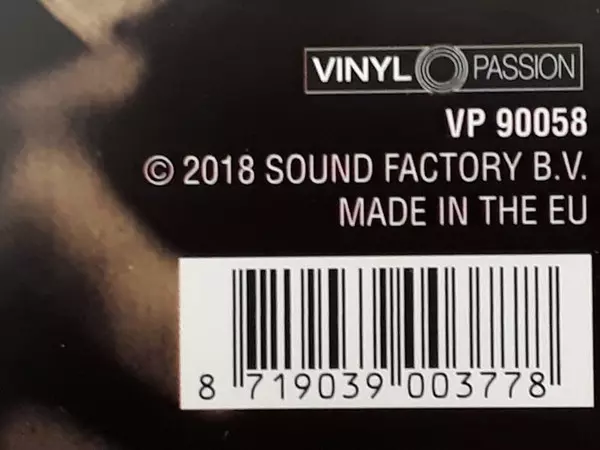 VINYL PASSION
VP 90058
© 2018 SOUND FACTORY B.V.
MADE IN THE EU
8 719039 003778